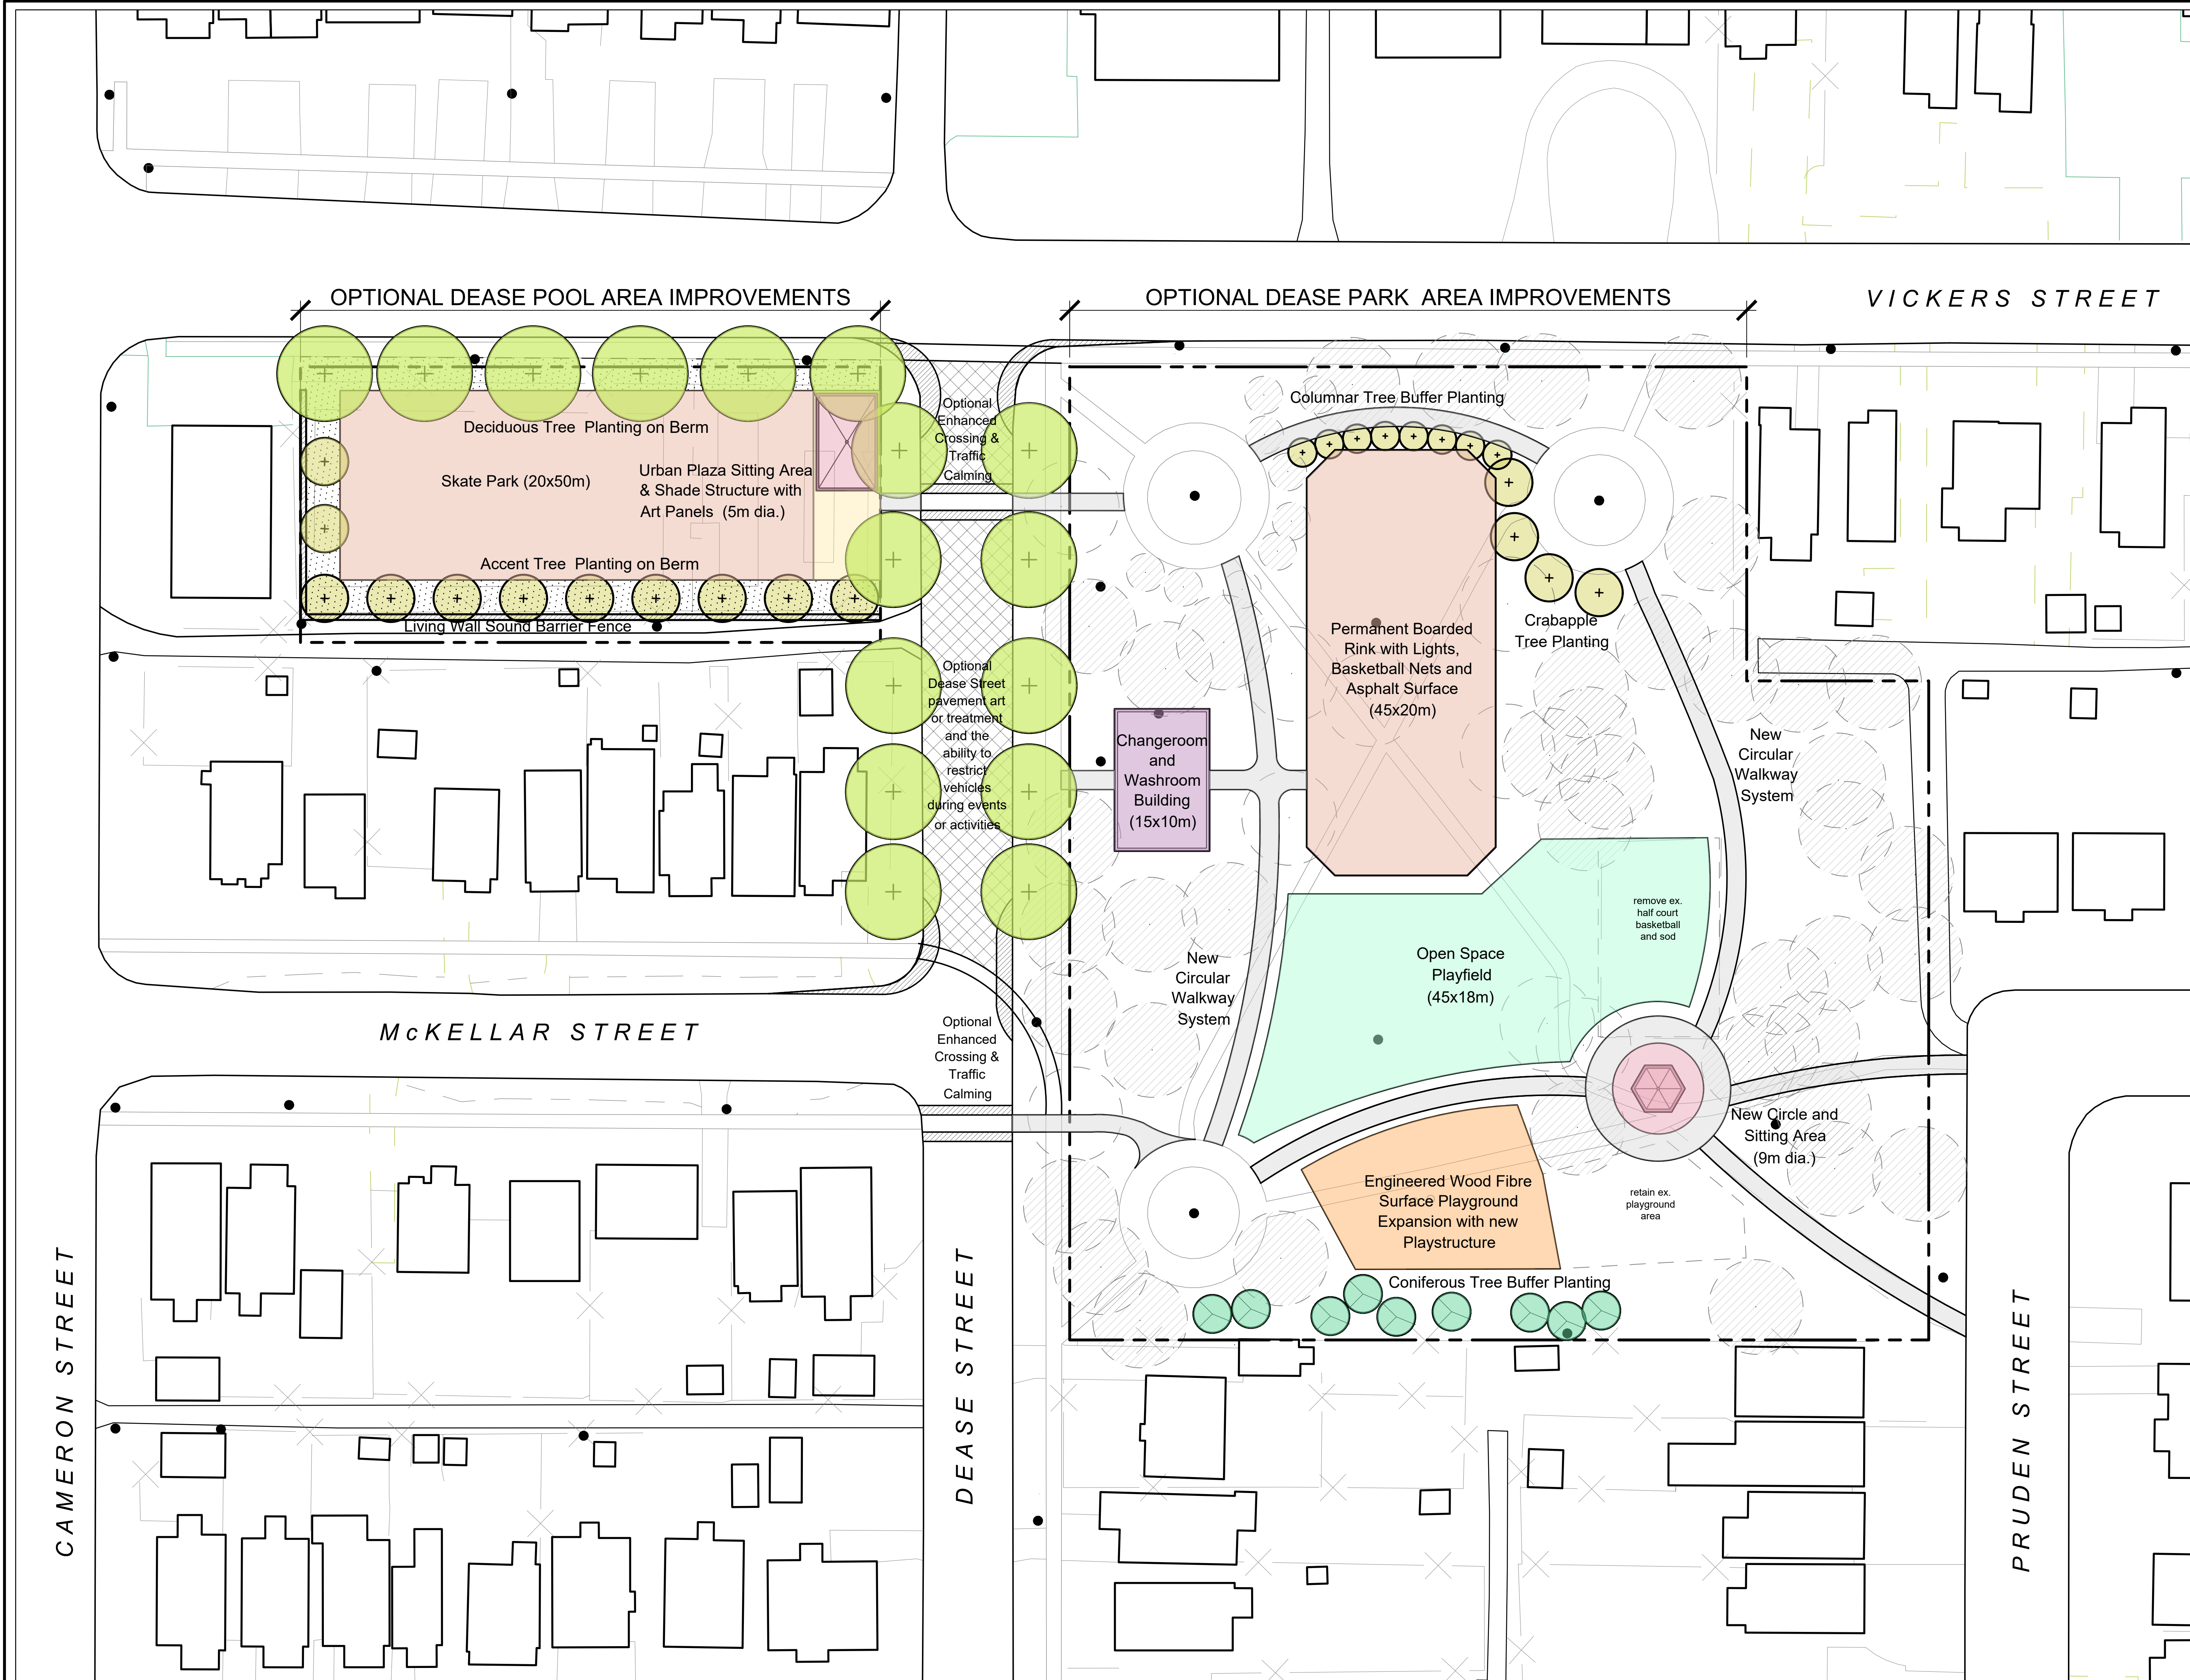 OPTIONAL DEASE POOL AREA IMPROVEMENTS
OPTIONAL DEASE PARK AREA IMPROVEMENTS
VICKERS STREET
Deciduous Tree Planting on Berm
Skate Park (20x50m)
Urban Plaza Sitting Area
& Shade Structure with
Art Panels (5m dia.)
Accent Tree Planting on Berm
Living Wall Sound Barrier Fence
Optional
Enhanced
Crossing &
Traffic
Calming
Optional
Dease Street
pavement art
or treatment
and the
ability to
restrict
vehicles
during events
or activities
Columnar Tree Buffer Planting
Permanent Boarded
Rink with Lights,
Basketball Nets and
Asphalt Surface
(45x20m)
Crabapple
Tree Planting
Changeroom
and
Washroom
Building
(15x10m)
New
Circular
Walkway
System
remove ex.
half court
basketball
and sod
Open Space
Playfield
(45x18m)
New
Circular
Walkway
System
McKELLAR STREET
Optional
Enhanced
Crossing &
Traffic
Calming
New Circle and
Sitting Area
(9m dia.)
Engineered Wood Fibre
Surface Playground
Expansion with new
Playstructure
retain ex.
playground
area
Coniferous Tree Buffer Planting
CAMERON STREET
DEASE STREET
PRUDEN STREET